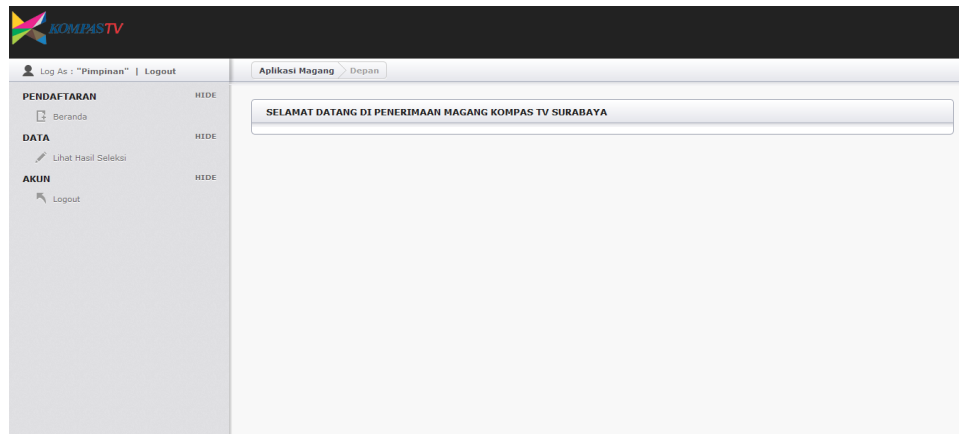 KOMPASTV
Log As : "Pimpinan" | Logout
Aplikasi Magang Depan
PENDAFTARAN HIDE
Beranda
DATA HIDE
Lihat Hasil Seleksi
AKUN HIDE
Logout
SELAMAT DATANG DI PENERIMAAN MAGANG KOMPAS TV SURABAYA